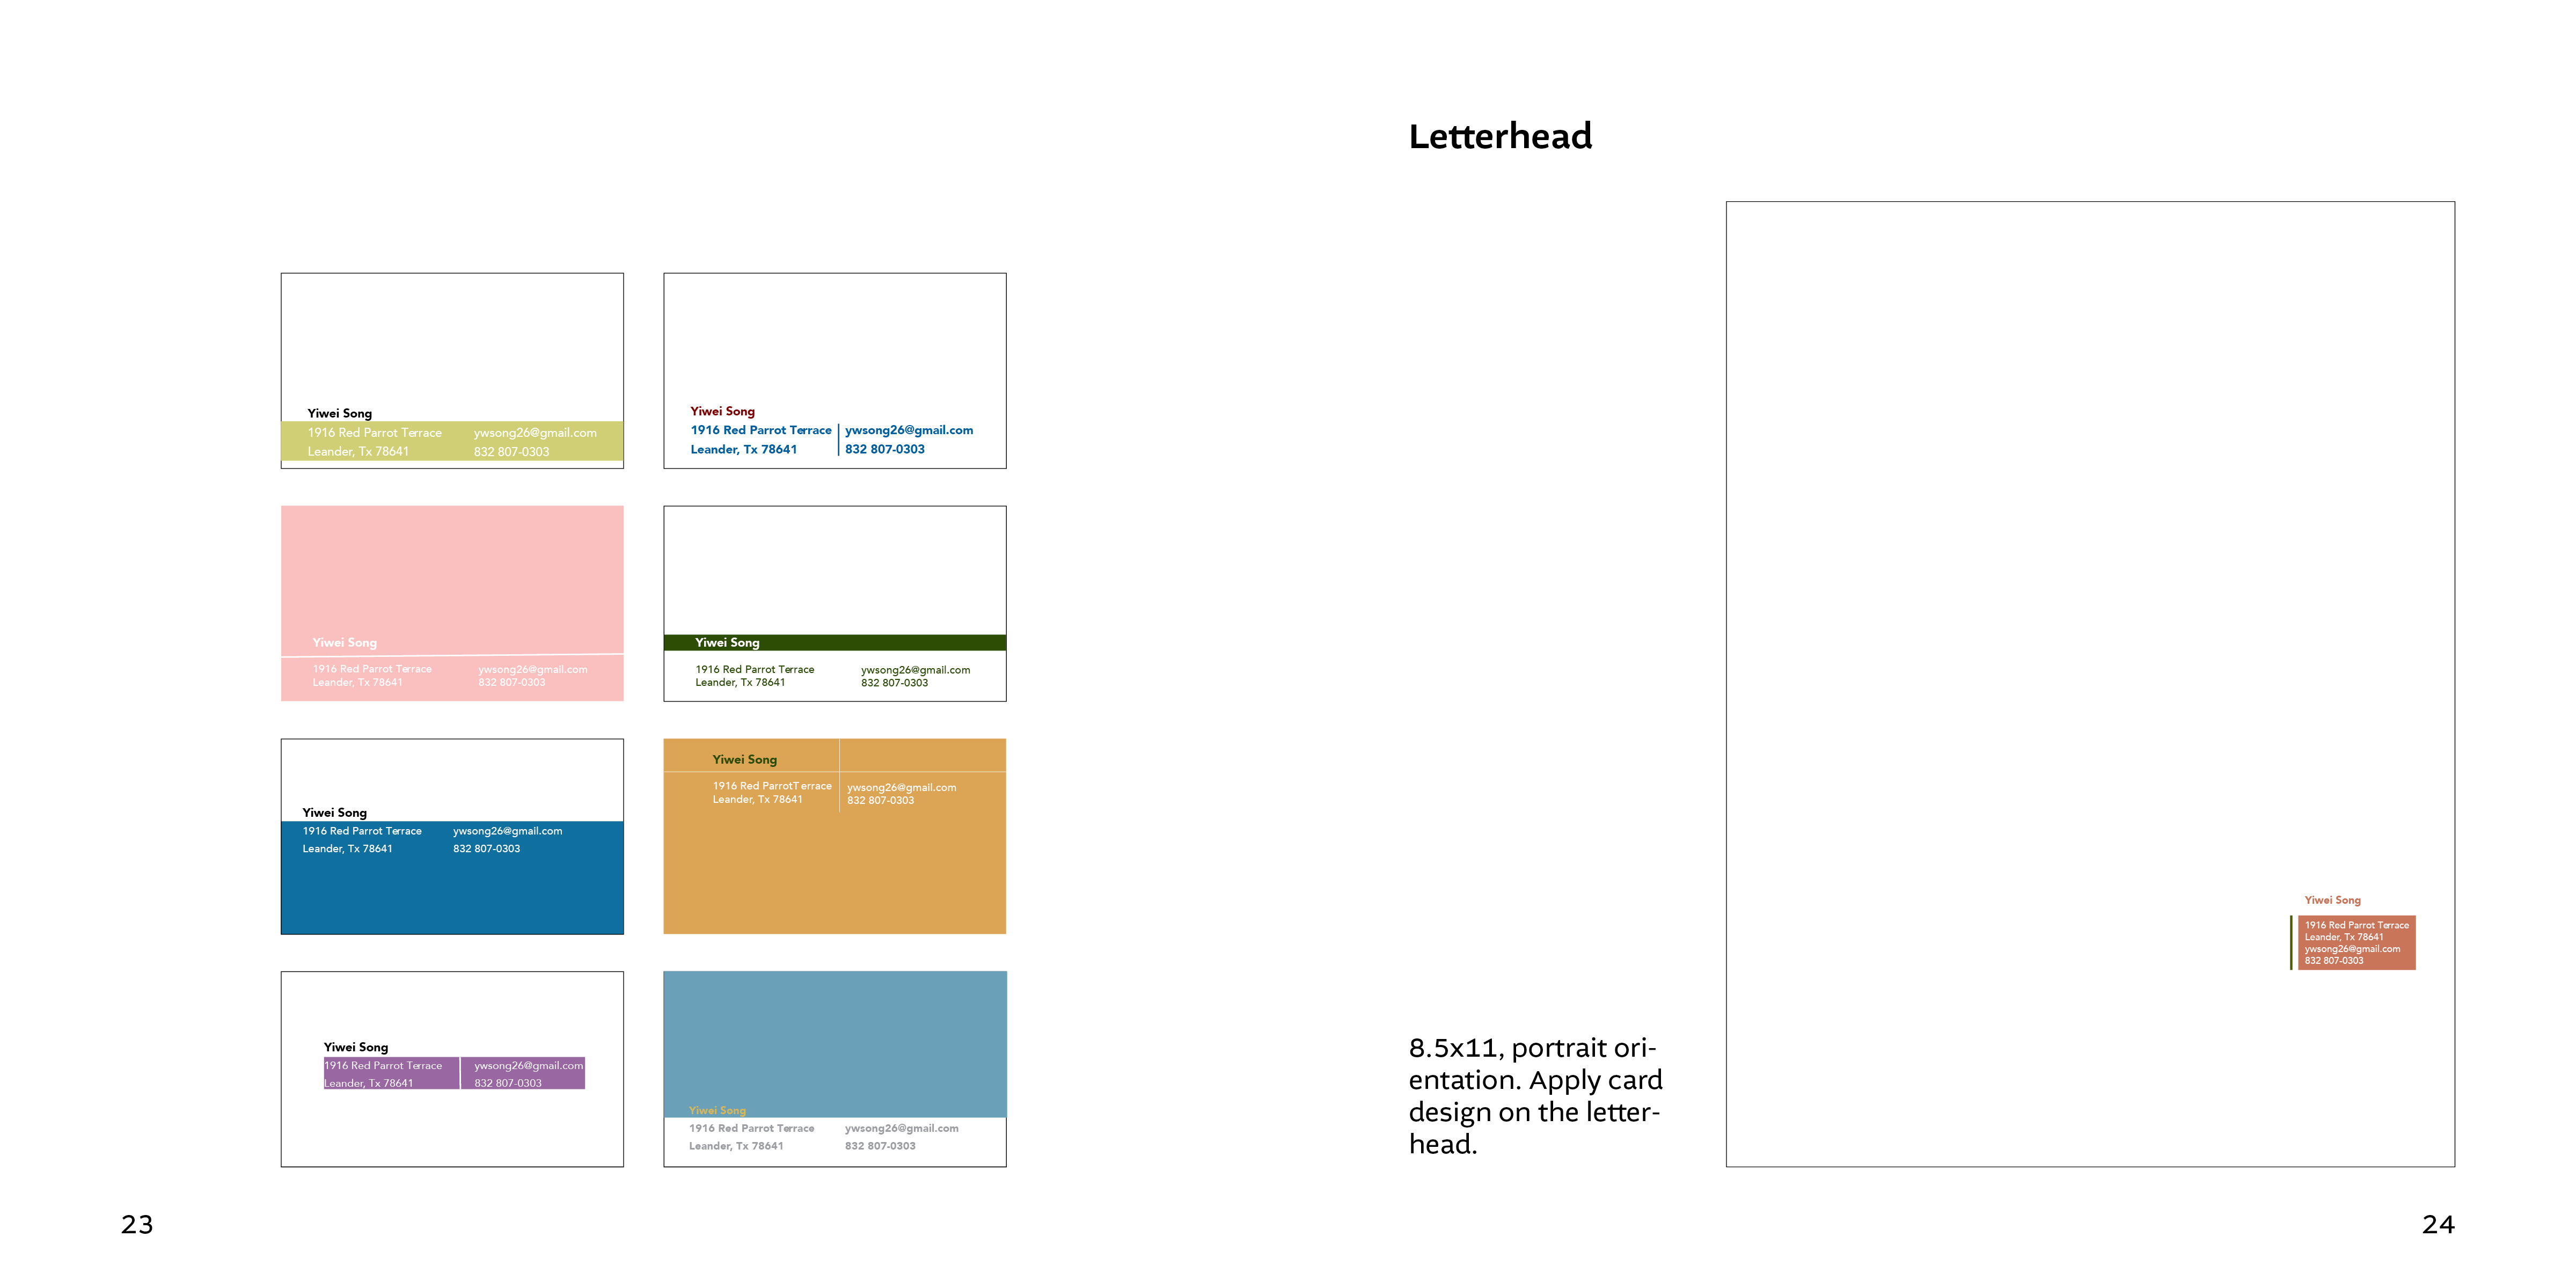 Yiwei Song
1916 Red Parrot Terrace
Leander, Tx 78641
ywsong26@gmail.com
832 807-0303
Yiwei Song
1916 Red Parrot Terrace
Leander, Tx 78641
ywsong26@gmail.com
832 807-0303
Yiwei Song
1916 Red Parrot Terrace
Leander, Tx 78641
ywsong26@gmail.com
832 807-0303
Yiwei Song
1916 Red Parrot Terrace
Leander, Tx 78641
ywsong26@gmail.com
832 807-0303
Yiwei Song
1916 Red Parrot Terrace
Leander, Tx 78641
ywsong26@gmail.com
832 807-0303
Yiwei Song
1916 Red ParrotT errace
Leander, Tx 78641
ywsong26@gmail.com
832 807-0303
Yiwei Song
1916 Red Parrot Terrace
Leander, Tx 78641
ywsong26@gmail.com
832 807-0303
Yiwei Song
1916 Red Parrot Terrace
Leander, Tx 78641
ywsong26@gmail.com
832 807-0303
23
Letterhead
8.5x11, portrait ori-
entation. Apply card
design on the letter-
head.
Yiwei Song
1916 Red Parrot Terrace
Leander, Tx 78641
ywsong26@gmail.com
832 807-0303
24